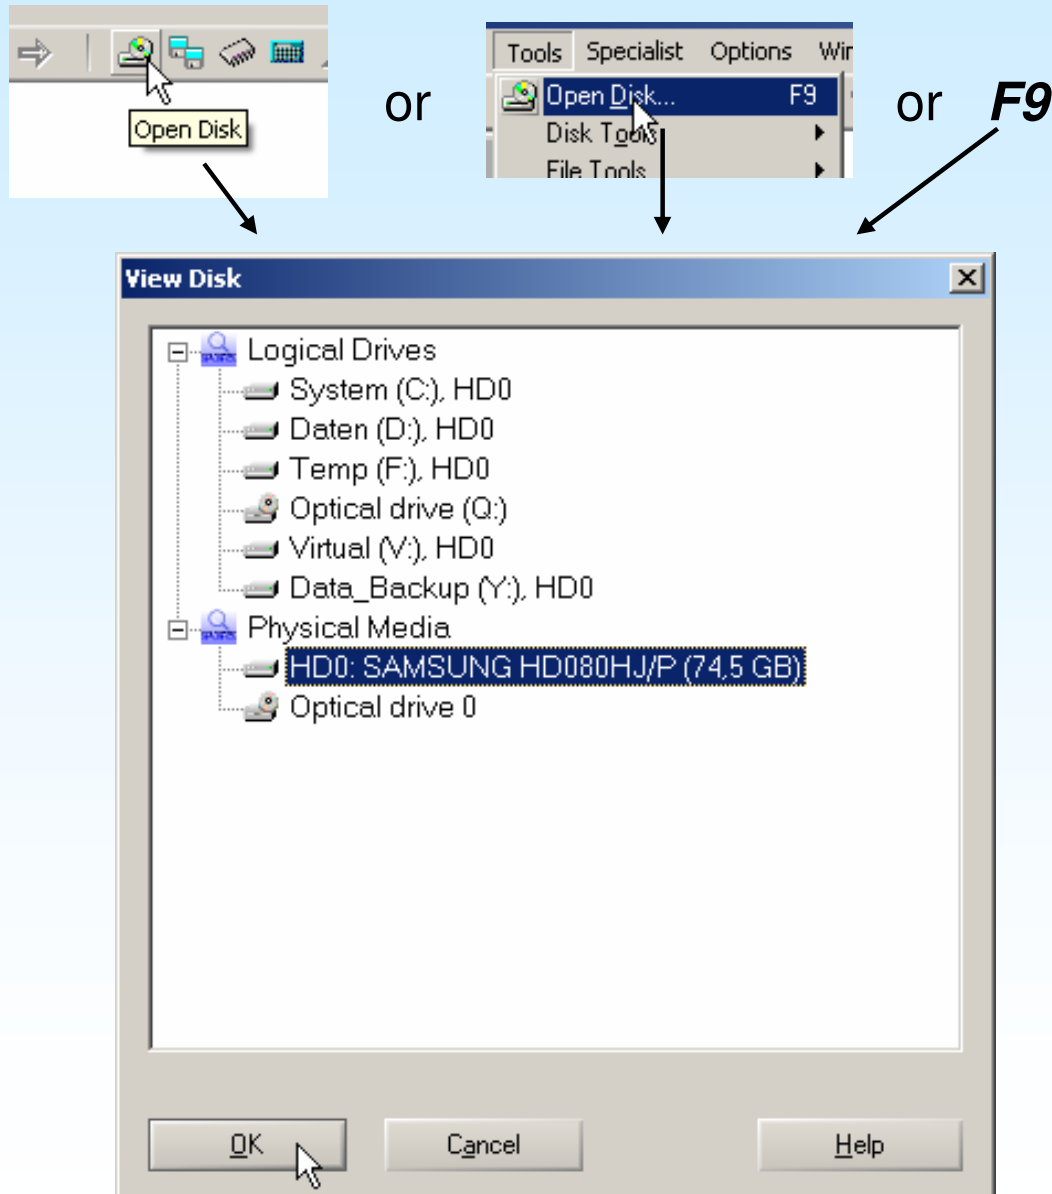 Open Disk
or
Tools Specialist Options Wir
Open Disk... F9
Disk Tools
File Tools
or F9
View Disk
Logical Drives
System (C:), HD0
Daten (D:), HD0
Temp (F:), HD0
Optical drive (Q:)
Virtual (V:), HD0
Data_Backup (Y:), HD0
Physical Media
HD0: SAMSUNG HD080HJ/P (74,5 GB)
Optical drive 0
OK Cancel Help